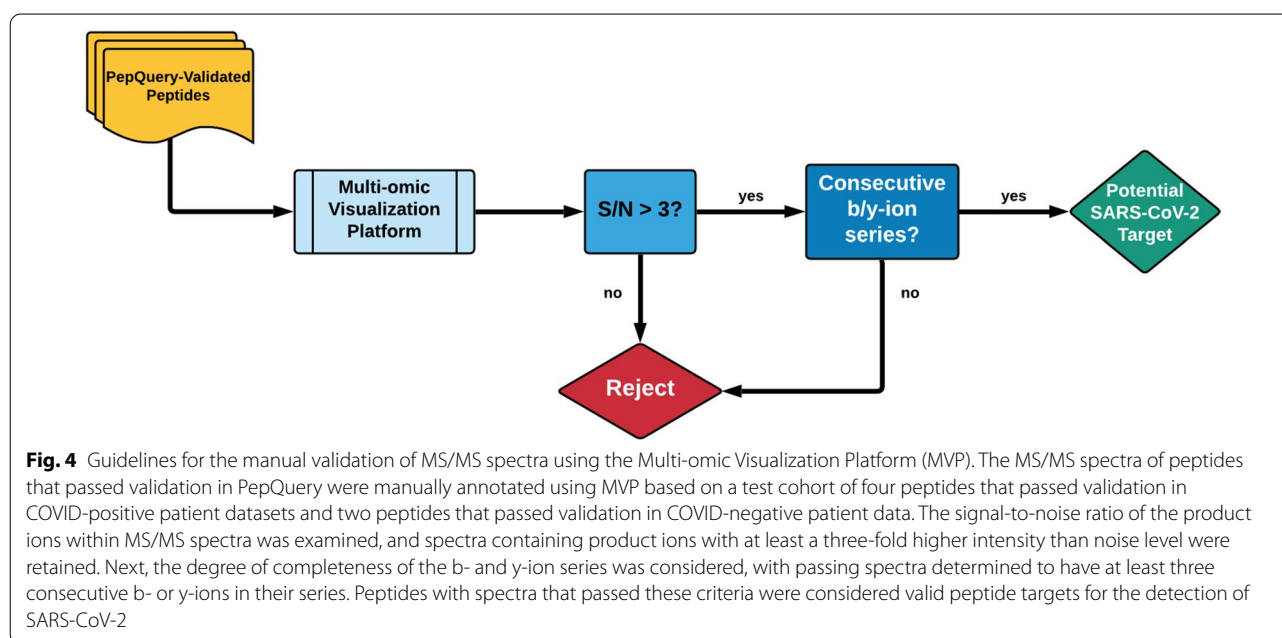 PepQuery-Validated
Peptides
Multi-omic
Visualization
Platform
S/N > 3?
yes
Consecutive
b/y-ion
series?
yes
Potential
SARS-CoV-2
Target
no
no
Reject
Fig. 4 Guidelines for the manual validation of MS/MS spectra using the Multi-omic Visualization Platform (MVP). The MS/MS spectra of peptides
that passed validation in PepQuery were manually annotated using MVP based on a test cohort of four peptides that passed validation in
COVID-positive patient datasets and two peptides that passed validation in COVID-negative patient data. The signal-to-noise ratio of the product
ions within MS/MS spectra was examined, and spectra containing product ions with at least a three-fold higher intensity than noise level were
retained. Next, the degree of completeness of the b- and y-ion series was considered, with passing spectra determined to have at least three
consecutive b- or y-ions in their series. Peptides with spectra that passed these criteria were considered valid peptide targets for the detection of
SARS-CoV-2